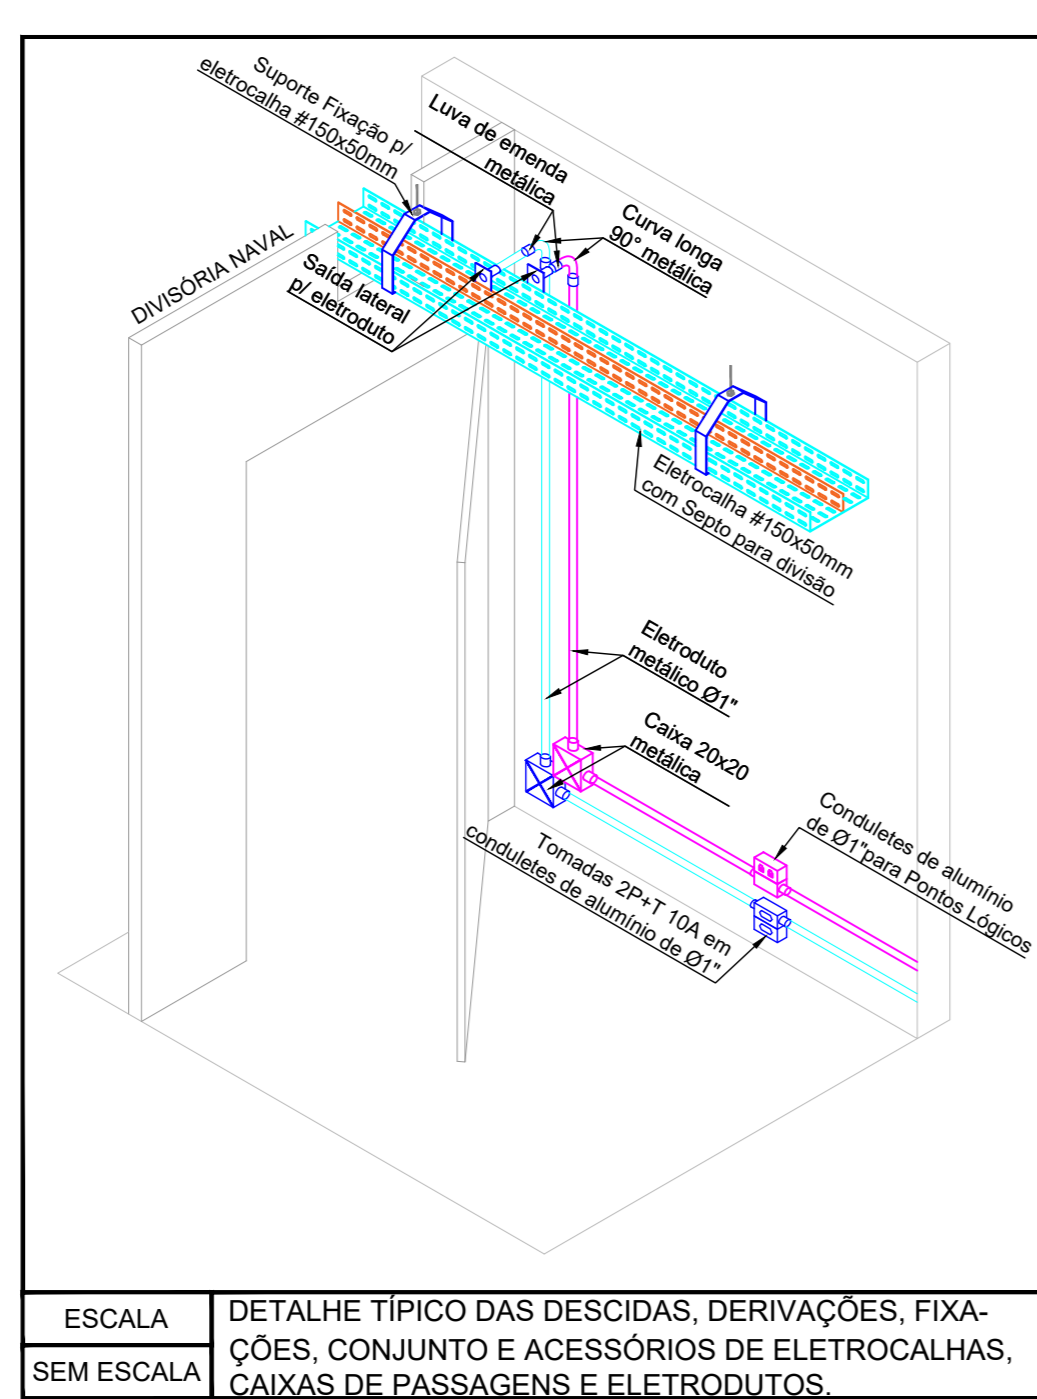 Suporte Fixação p/
eletrocalha #150x50mm
Luva de emenda
metálica
Curva longa
90° metálica
DIVISÓRIA NAVAL
Saída lateral
p/ eletroduto
Eletrocalha #150x50mm
com Septo para divisão
Eletroduto
metálico Ø1"
Caixa 20x20
metálica
Conduletes de alumínio
de Ø1"para Pontos Lógicos
Tomadas 2P+T 10A em
conduletes de alumínio de Ø1"
ESCALA
SEM ESCALA
DETALHE TÍPICO DAS DESCIDAS, DERIVAÇÕES, FIXA-
ÇÕES, CONJUNTO E ACESSÓRIOS DE ELETROCALHAS,
CAIXAS DE PASSAGENS E ELETRODUTOS.